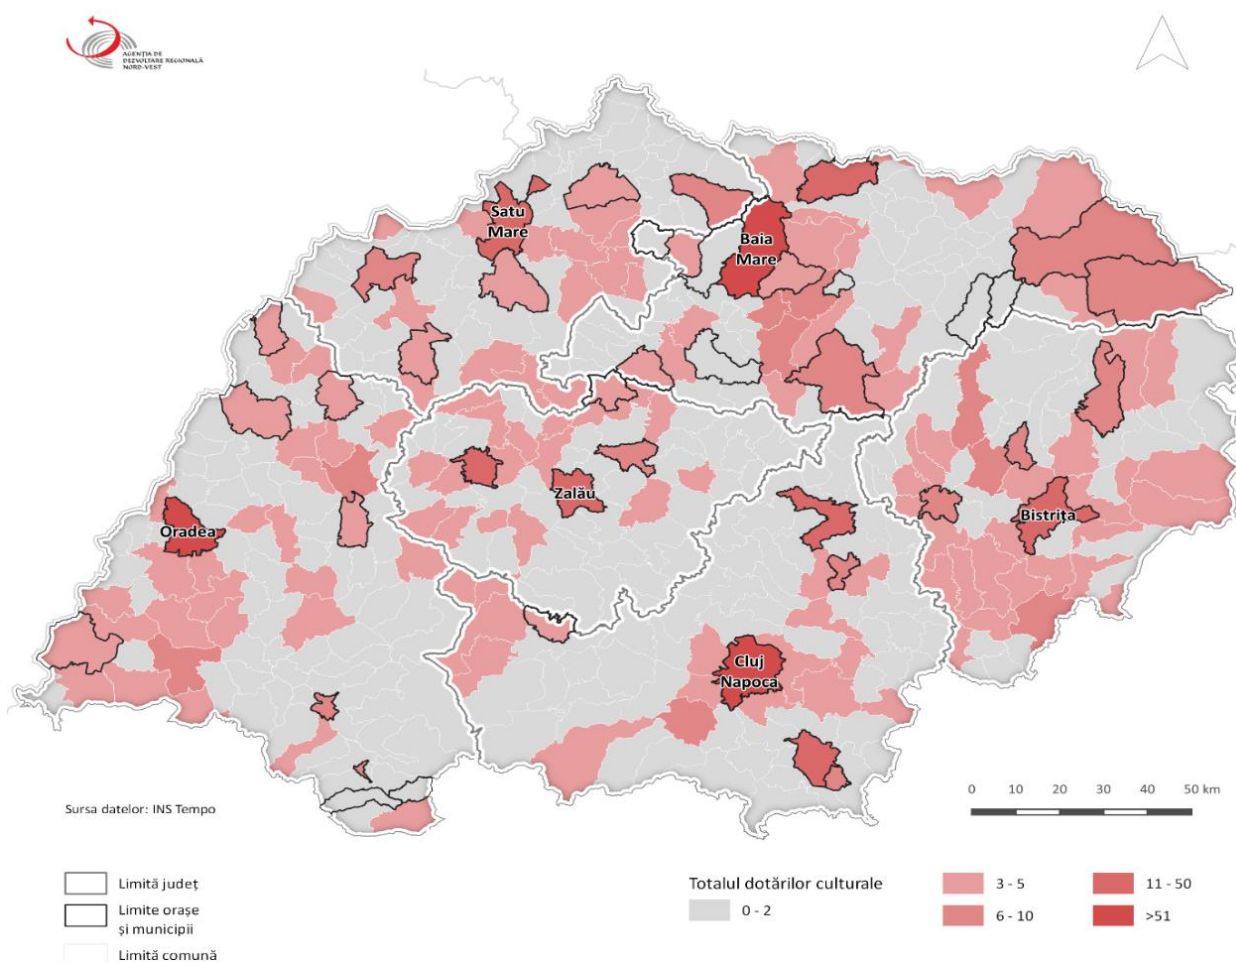 AGENȚIA DE
DEZVOLTARE REGIONALĂ
NORD-VEST
Satu
Mare
Baia
Mare
Zalău
Oradea
Bistrița
Cluj
Napoca
Sursa datelor: INS Tempo
0 10 20 30 40 50 km
Limită județ
Limite orașe
și municipii
Limită comună
Totalul dotărilor culturale
0 - 2
3 - 5
6 - 10
11 - 50
>51